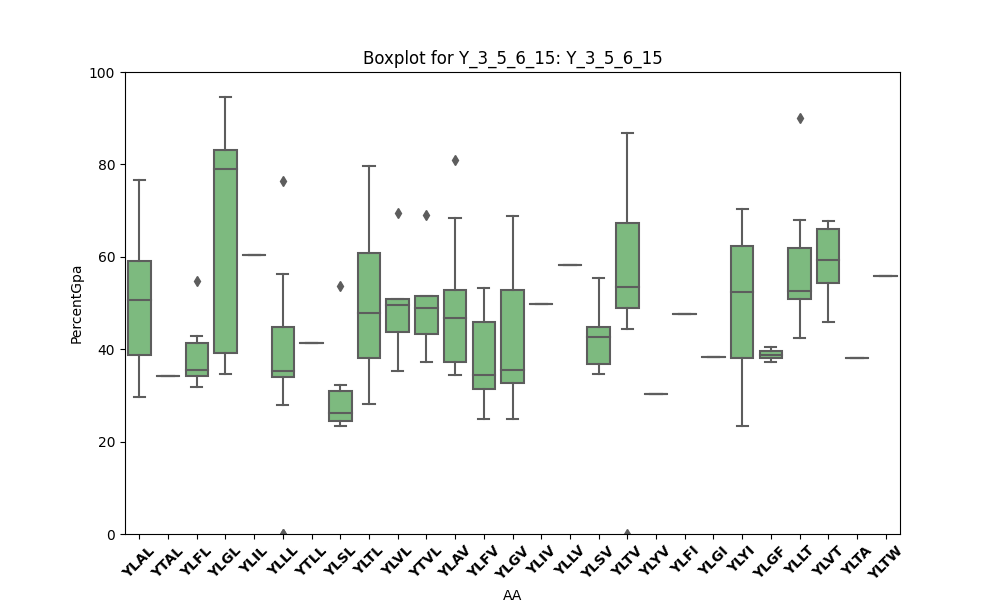 Boxplot for Y_3_5_6_15: Y_3_5_6_15
100
80
60
40
20
0
PercentGpa
YLAL YTAL YLFL YLGL YLIL YLLL YTLL YLSL YLTL YLVL YTVL YLAV YLFV YLGV YLIV YLLV YLSV YLTV YLYV YLFI YLGI YLYI YLGF YLLT YLVT YLTA YLTW
AA